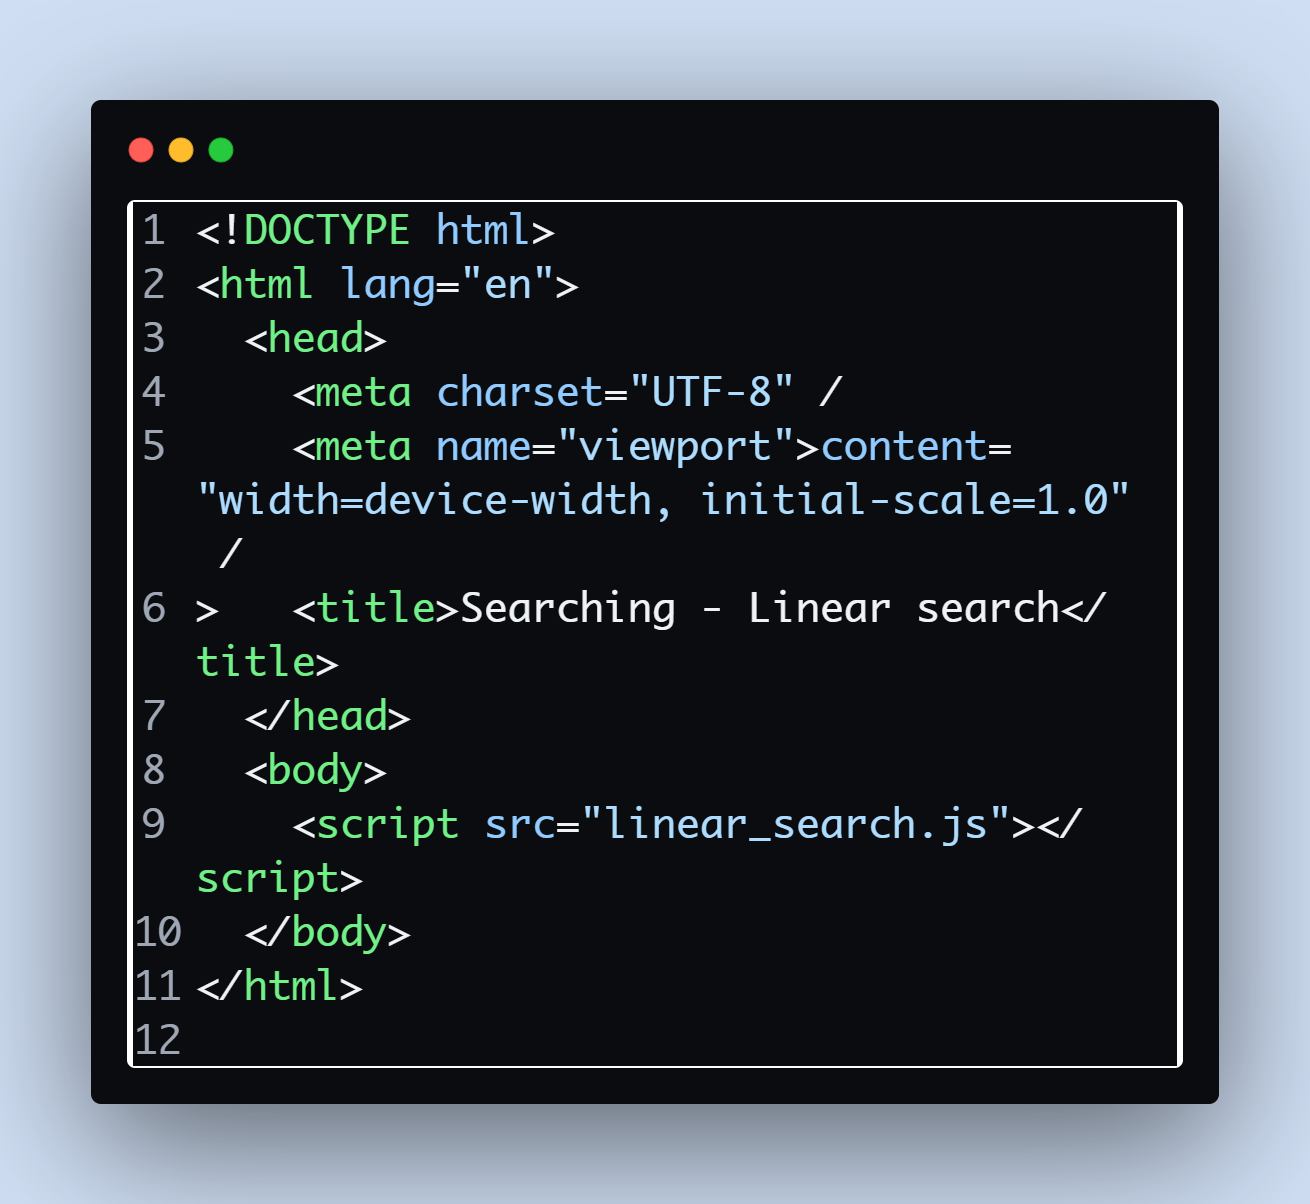 1 <!DOCTYPE html>
2 <html lang="en">
3   <head>
4     <meta charset="UTF-8" /
5     <meta name="viewport">content=
"width=device-width, initial-scale=1.0"
 /
6 >   <title>Searching - Linear search</
title>
7   </head>
8   <body>
9     <script src="linear_search.js"></
script>
10   </body>
11 </html>
12